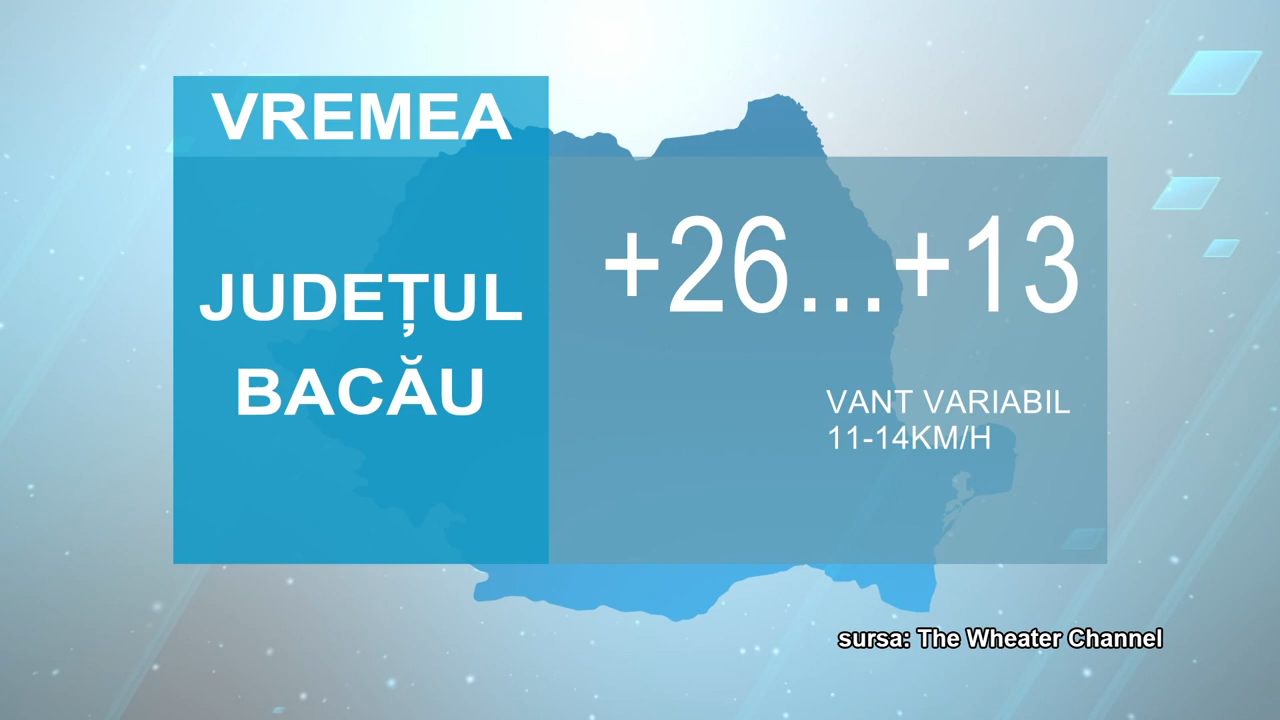 VREMEA
JUDEȚUL
BACĂU
+26...+13
VANT VARIABIL
11-14KM/H
sursa: The Wheater Channel